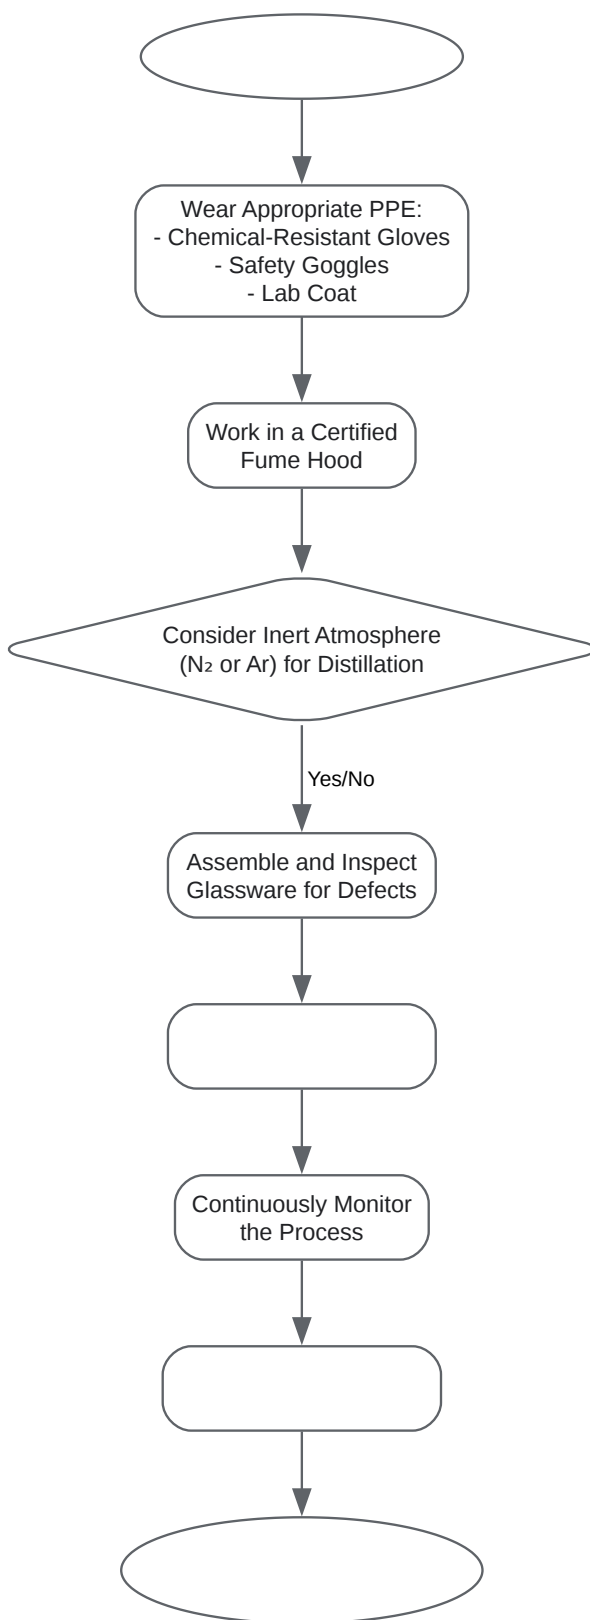 Wear Appropriate PPE:
- Chemical-Resistant Gloves
- Safety Goggles
- Lab Coat
Work in a Certified
Fume Hood
Consider Inert Atmosphere
(N₂ or Ar) for Distillation
Yes/No
Assemble and Inspect
Glassware for Defects
Continuously Monitor
the Process